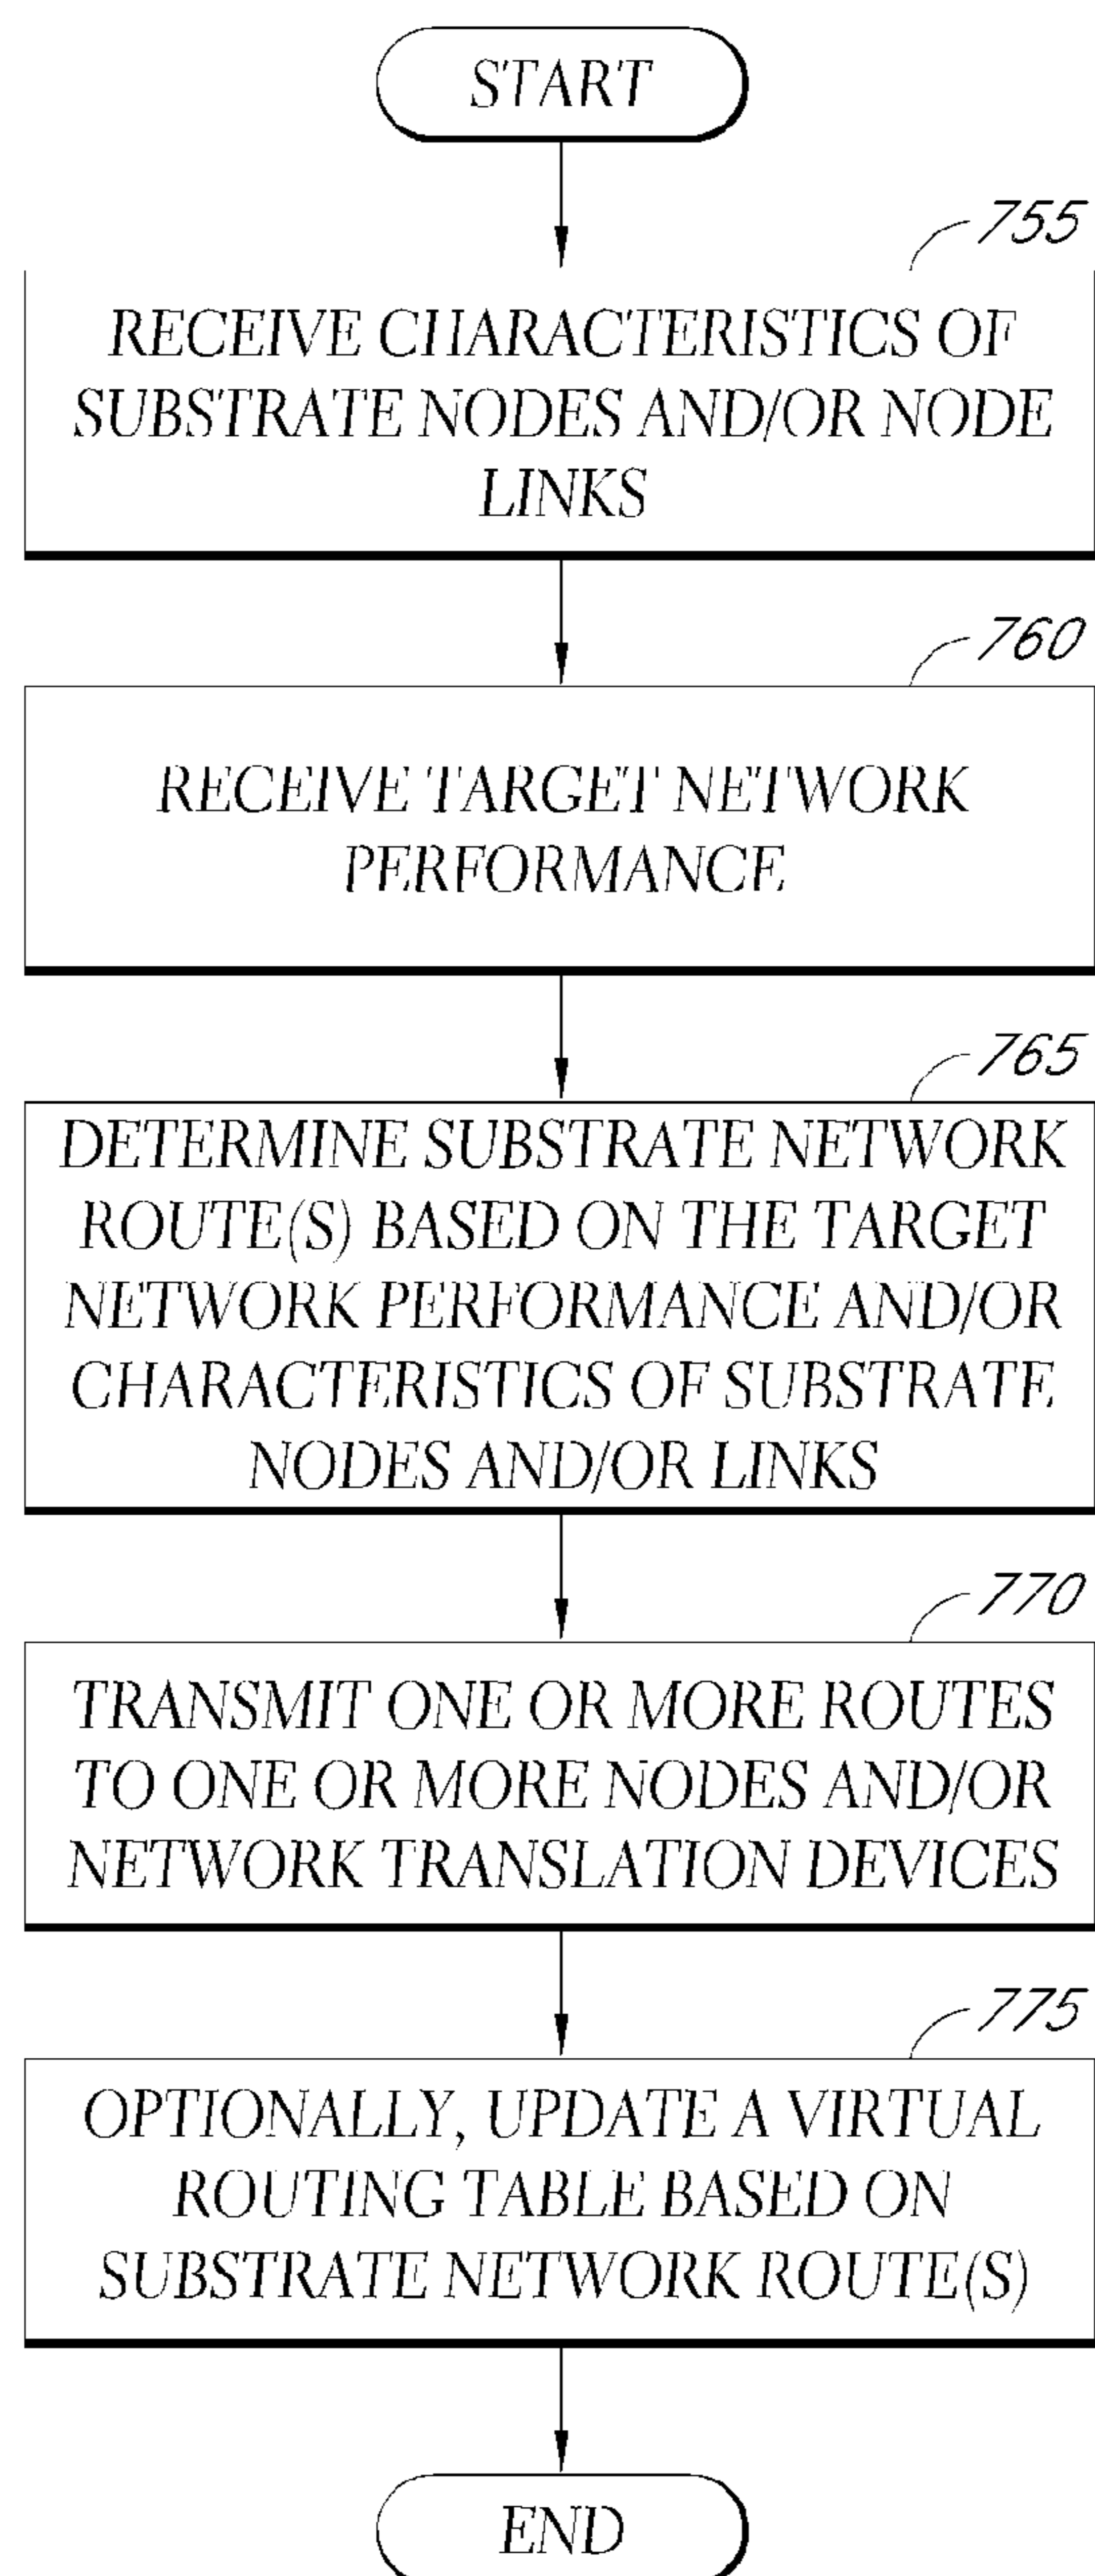 START
755
RECEIVE CHARACTERISTICS OF
SUBSTRATE NODES AND/OR NODE
LINKS
760
RECEIVE TARGET NETWORK
PERFORMANCE
765
DETERMINE SUBSTRATE NETWORK
ROUTE(S) BASED ON THE TARGET
NETWORK PERFORMANCE AND/OR
CHARACTERISTICS OF SUBSTRATE
NODES AND/OR LINKS
770
TRANSMIT ONE OR MORE ROUTES
TO ONE OR MORE NODES AND/OR
NETWORK TRANSLATION DEVICES
775
OPTIONALLY, UPDATE A VIRTUAL
ROUTING TABLE BASED ON
SUBSTRATE NETWORK ROUTE(S)
END